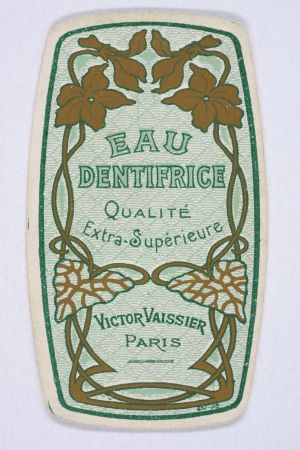 EAU
DENTIFRICE
QUALITÉ
Extra-Supérieure
VICTOR VAISSIER
PARIS